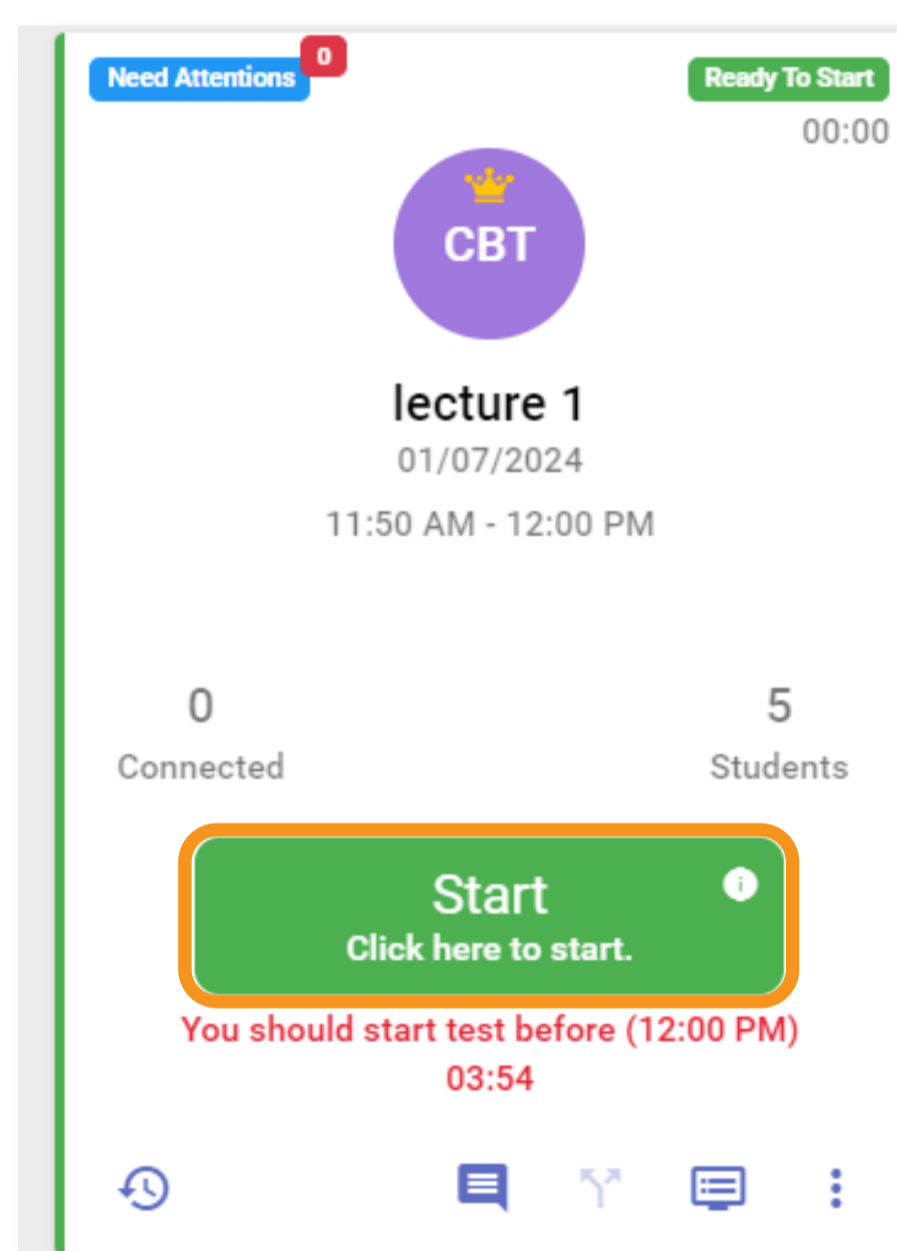 Need Attentions
0
Ready To Start
00:00
CBT
lecture 1
01/07/2024
11:50 AM - 12:00 PM
0
5
Connected
Students
Start
i
Click here to start.
You should start test before (12:00 PM)
03:54